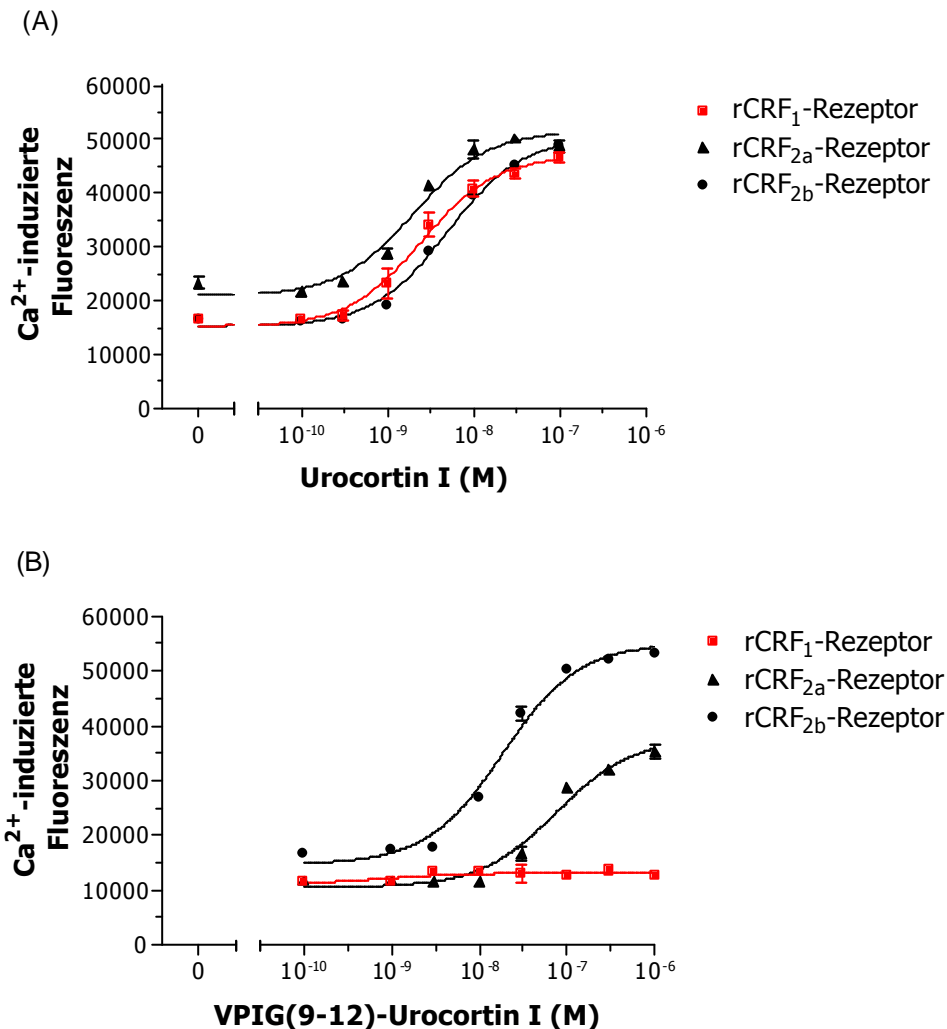 (A)
Ca²⁺-induzierte
Fluoreszenz
60000
50000
40000
30000
20000
10000
0
0
10⁻¹⁰
10⁻⁹
10⁻⁸
10⁻⁷
10⁻⁶
Urocortin I (M)
rCRF₁-Rezeptor
rCRF₂ₐ-Rezeptor
rCRF₂b-Rezeptor
(B)
Ca²⁺-induzierte
Fluoreszenz
60000
50000
40000
30000
20000
10000
0
0
10⁻¹⁰
10⁻⁹
10⁻⁸
10⁻⁷
10⁻⁶
VPIG(9-12)-Urocortin I (M)
rCRF₁-Rezeptor
rCRF₂ₐ-Rezeptor
rCRF₂b-Rezeptor